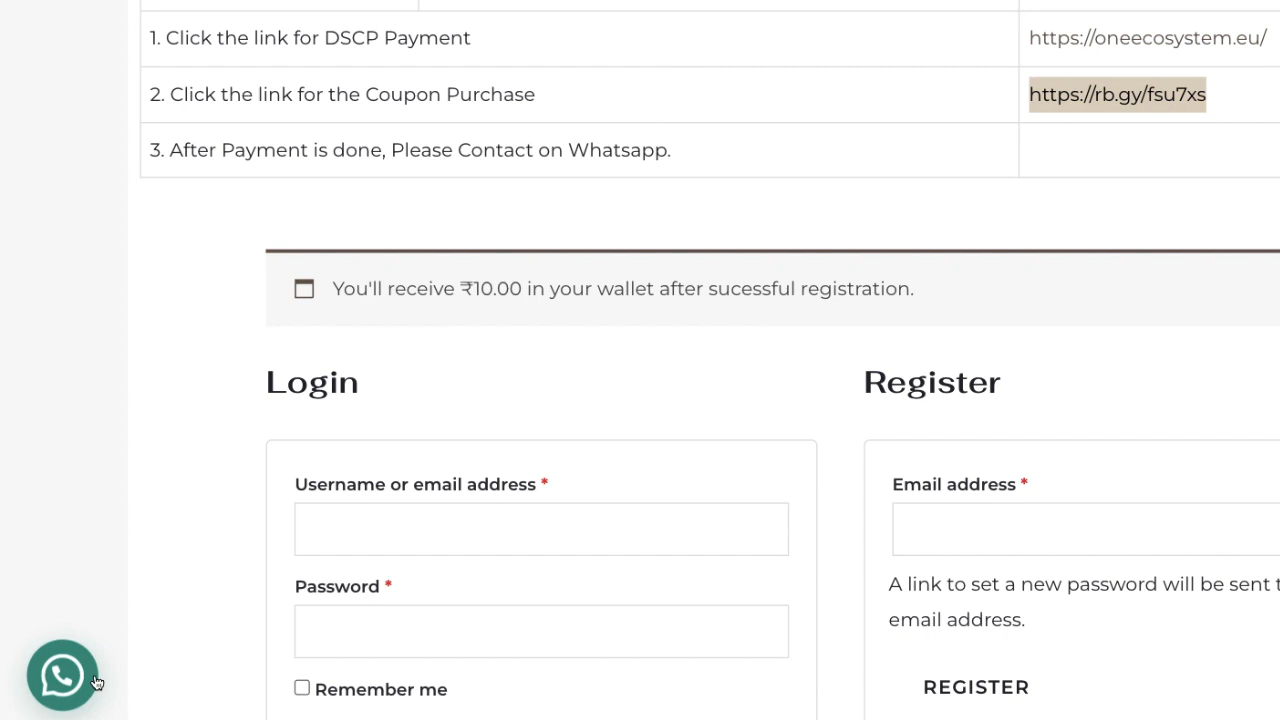 1. Click the link for DSCP Payment
https://oneecosystem.eu/
2. Click the link for the Coupon Purchase
https://rb.gy/fsu7xs
3. After Payment is done, Please Contact on Whatsapp.
You'll receive ₹10.00 in your wallet after sucessful registration.
Login
Register
Username or email address *
Email address *
A link to set a new password will be sent t
email address.
Password *
Remember me
REGISTER